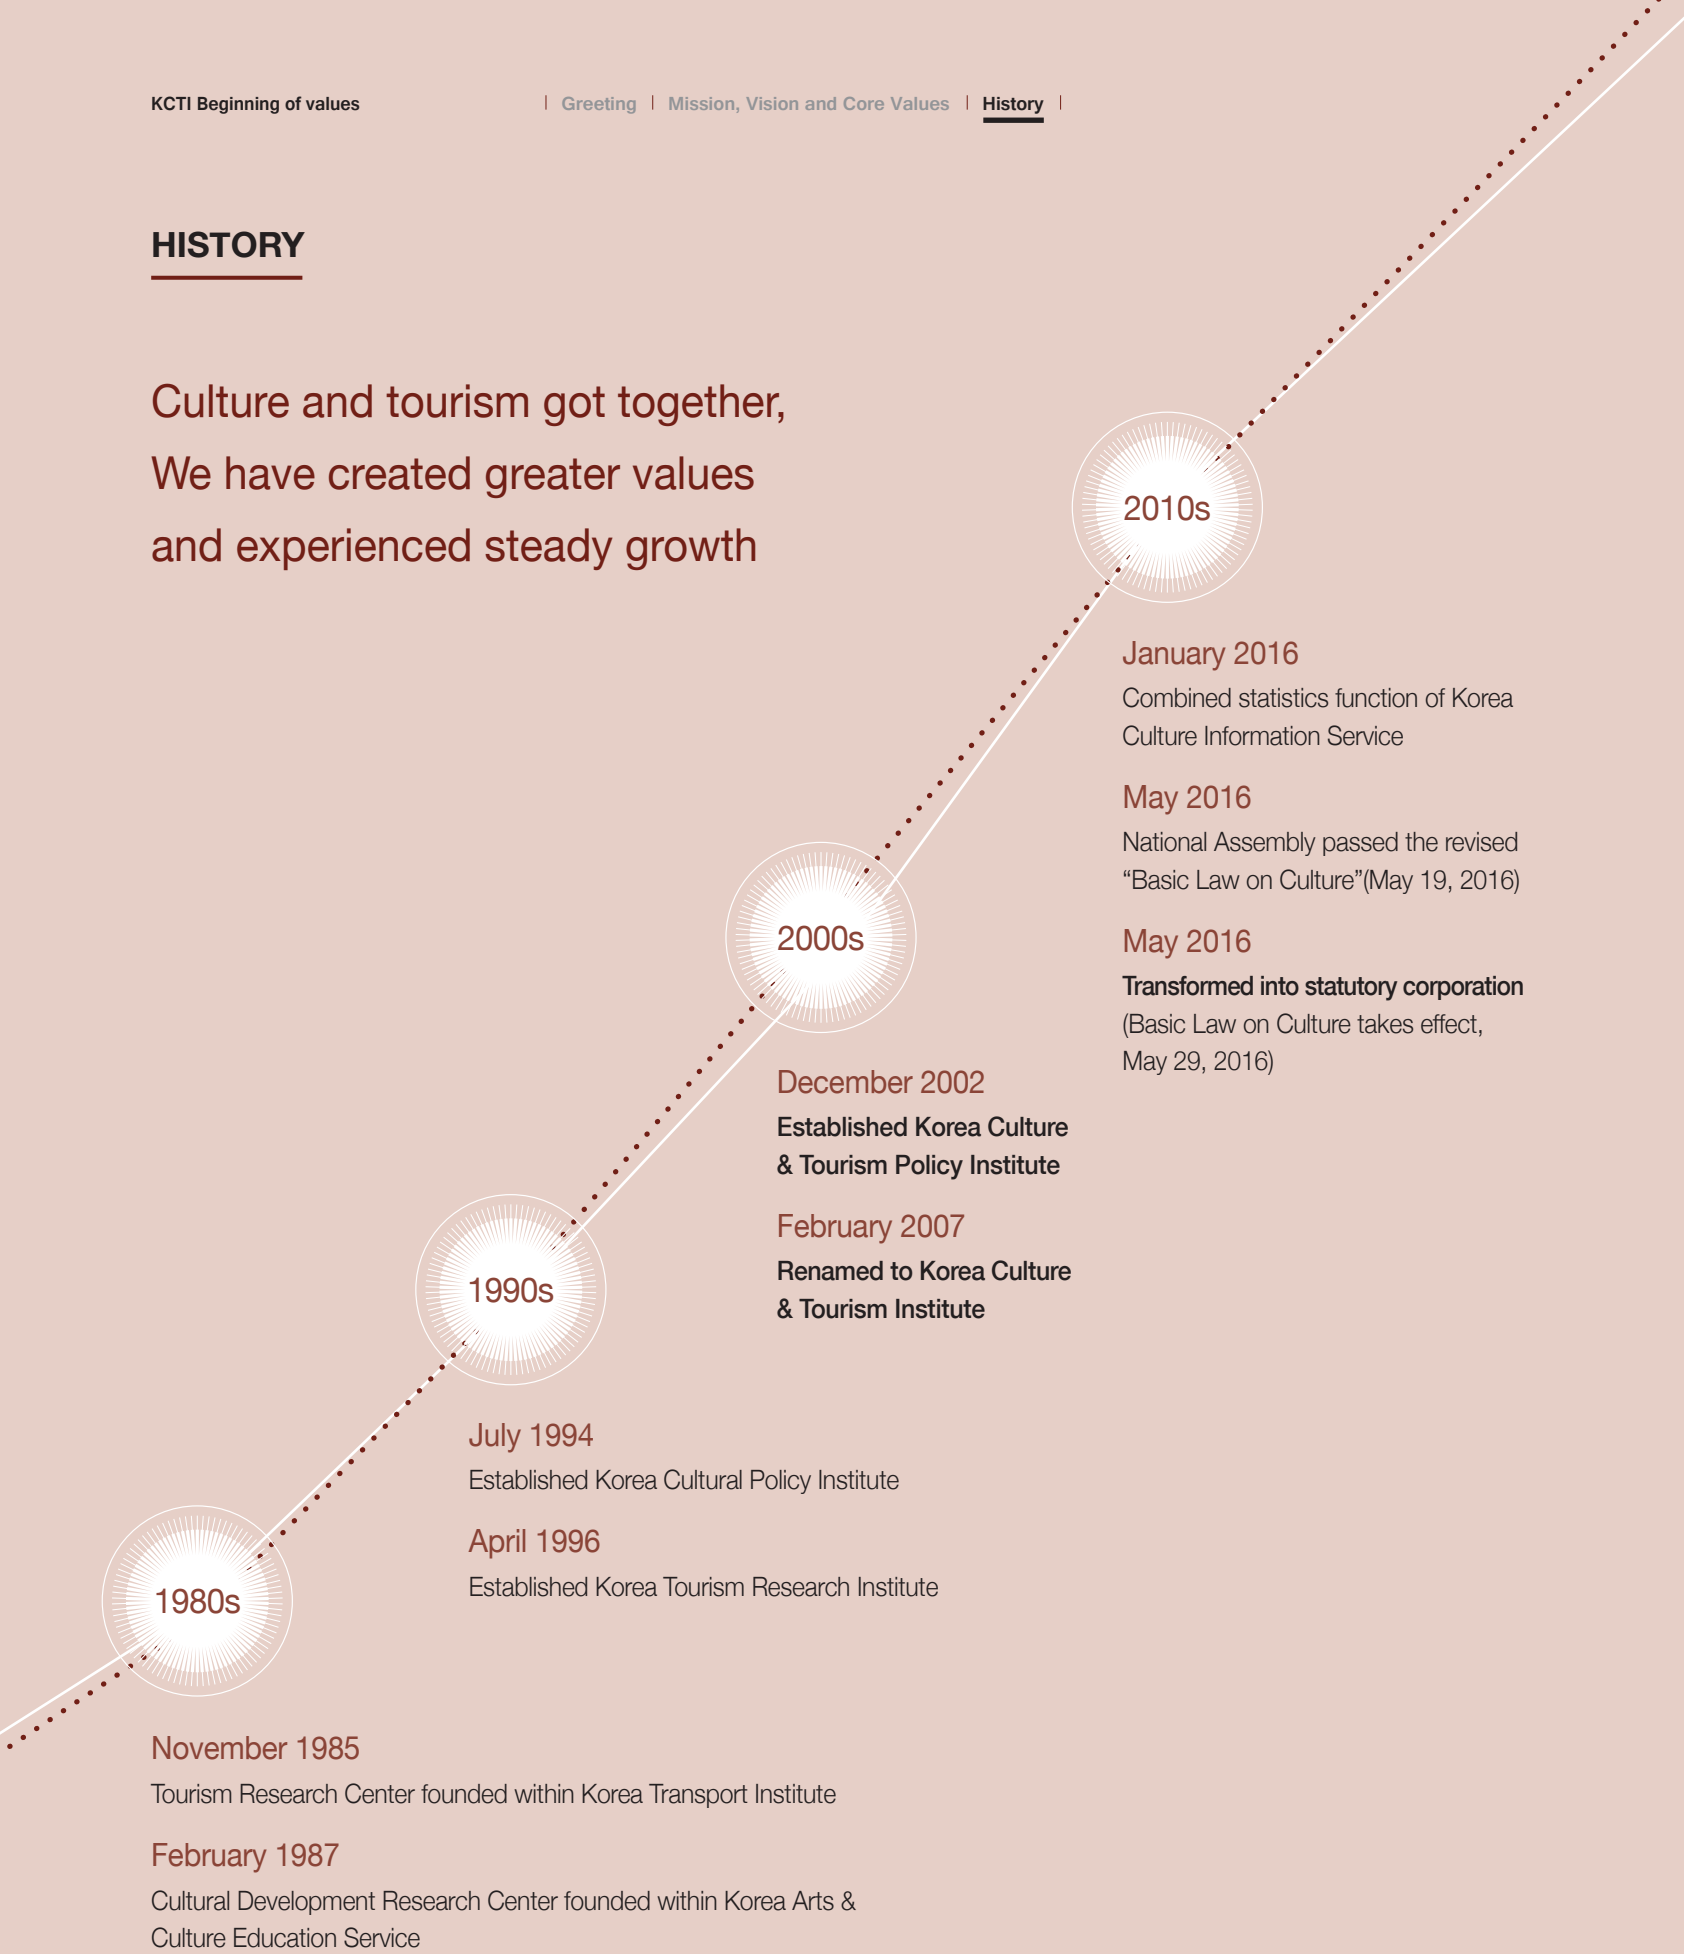 KCTI Beginning of values
Greeting | Mission, Vision and Core Values | History
HISTORY
Culture and tourism got together,
We have created greater values
and experienced steady growth
2010s
January 2016
Combined statistics function of Korea
Culture Information Service
May 2016
National Assembly passed the revised
“Basic Law on Culture”(May 19, 2016)
May 2016
Transformed into statutory corporation
(Basic Law on Culture takes effect,
May 29, 2016)
2000s
December 2002
Established Korea Culture
& Tourism Policy Institute
February 2007
Renamed to Korea Culture
& Tourism Institute
1990s
July 1994
Established Korea Cultural Policy Institute
April 1996
Established Korea Tourism Research Institute
1980s
November 1985
Tourism Research Center founded within Korea Transport Institute
February 1987
Cultural Development Research Center founded within Korea Arts &
Culture Education Service